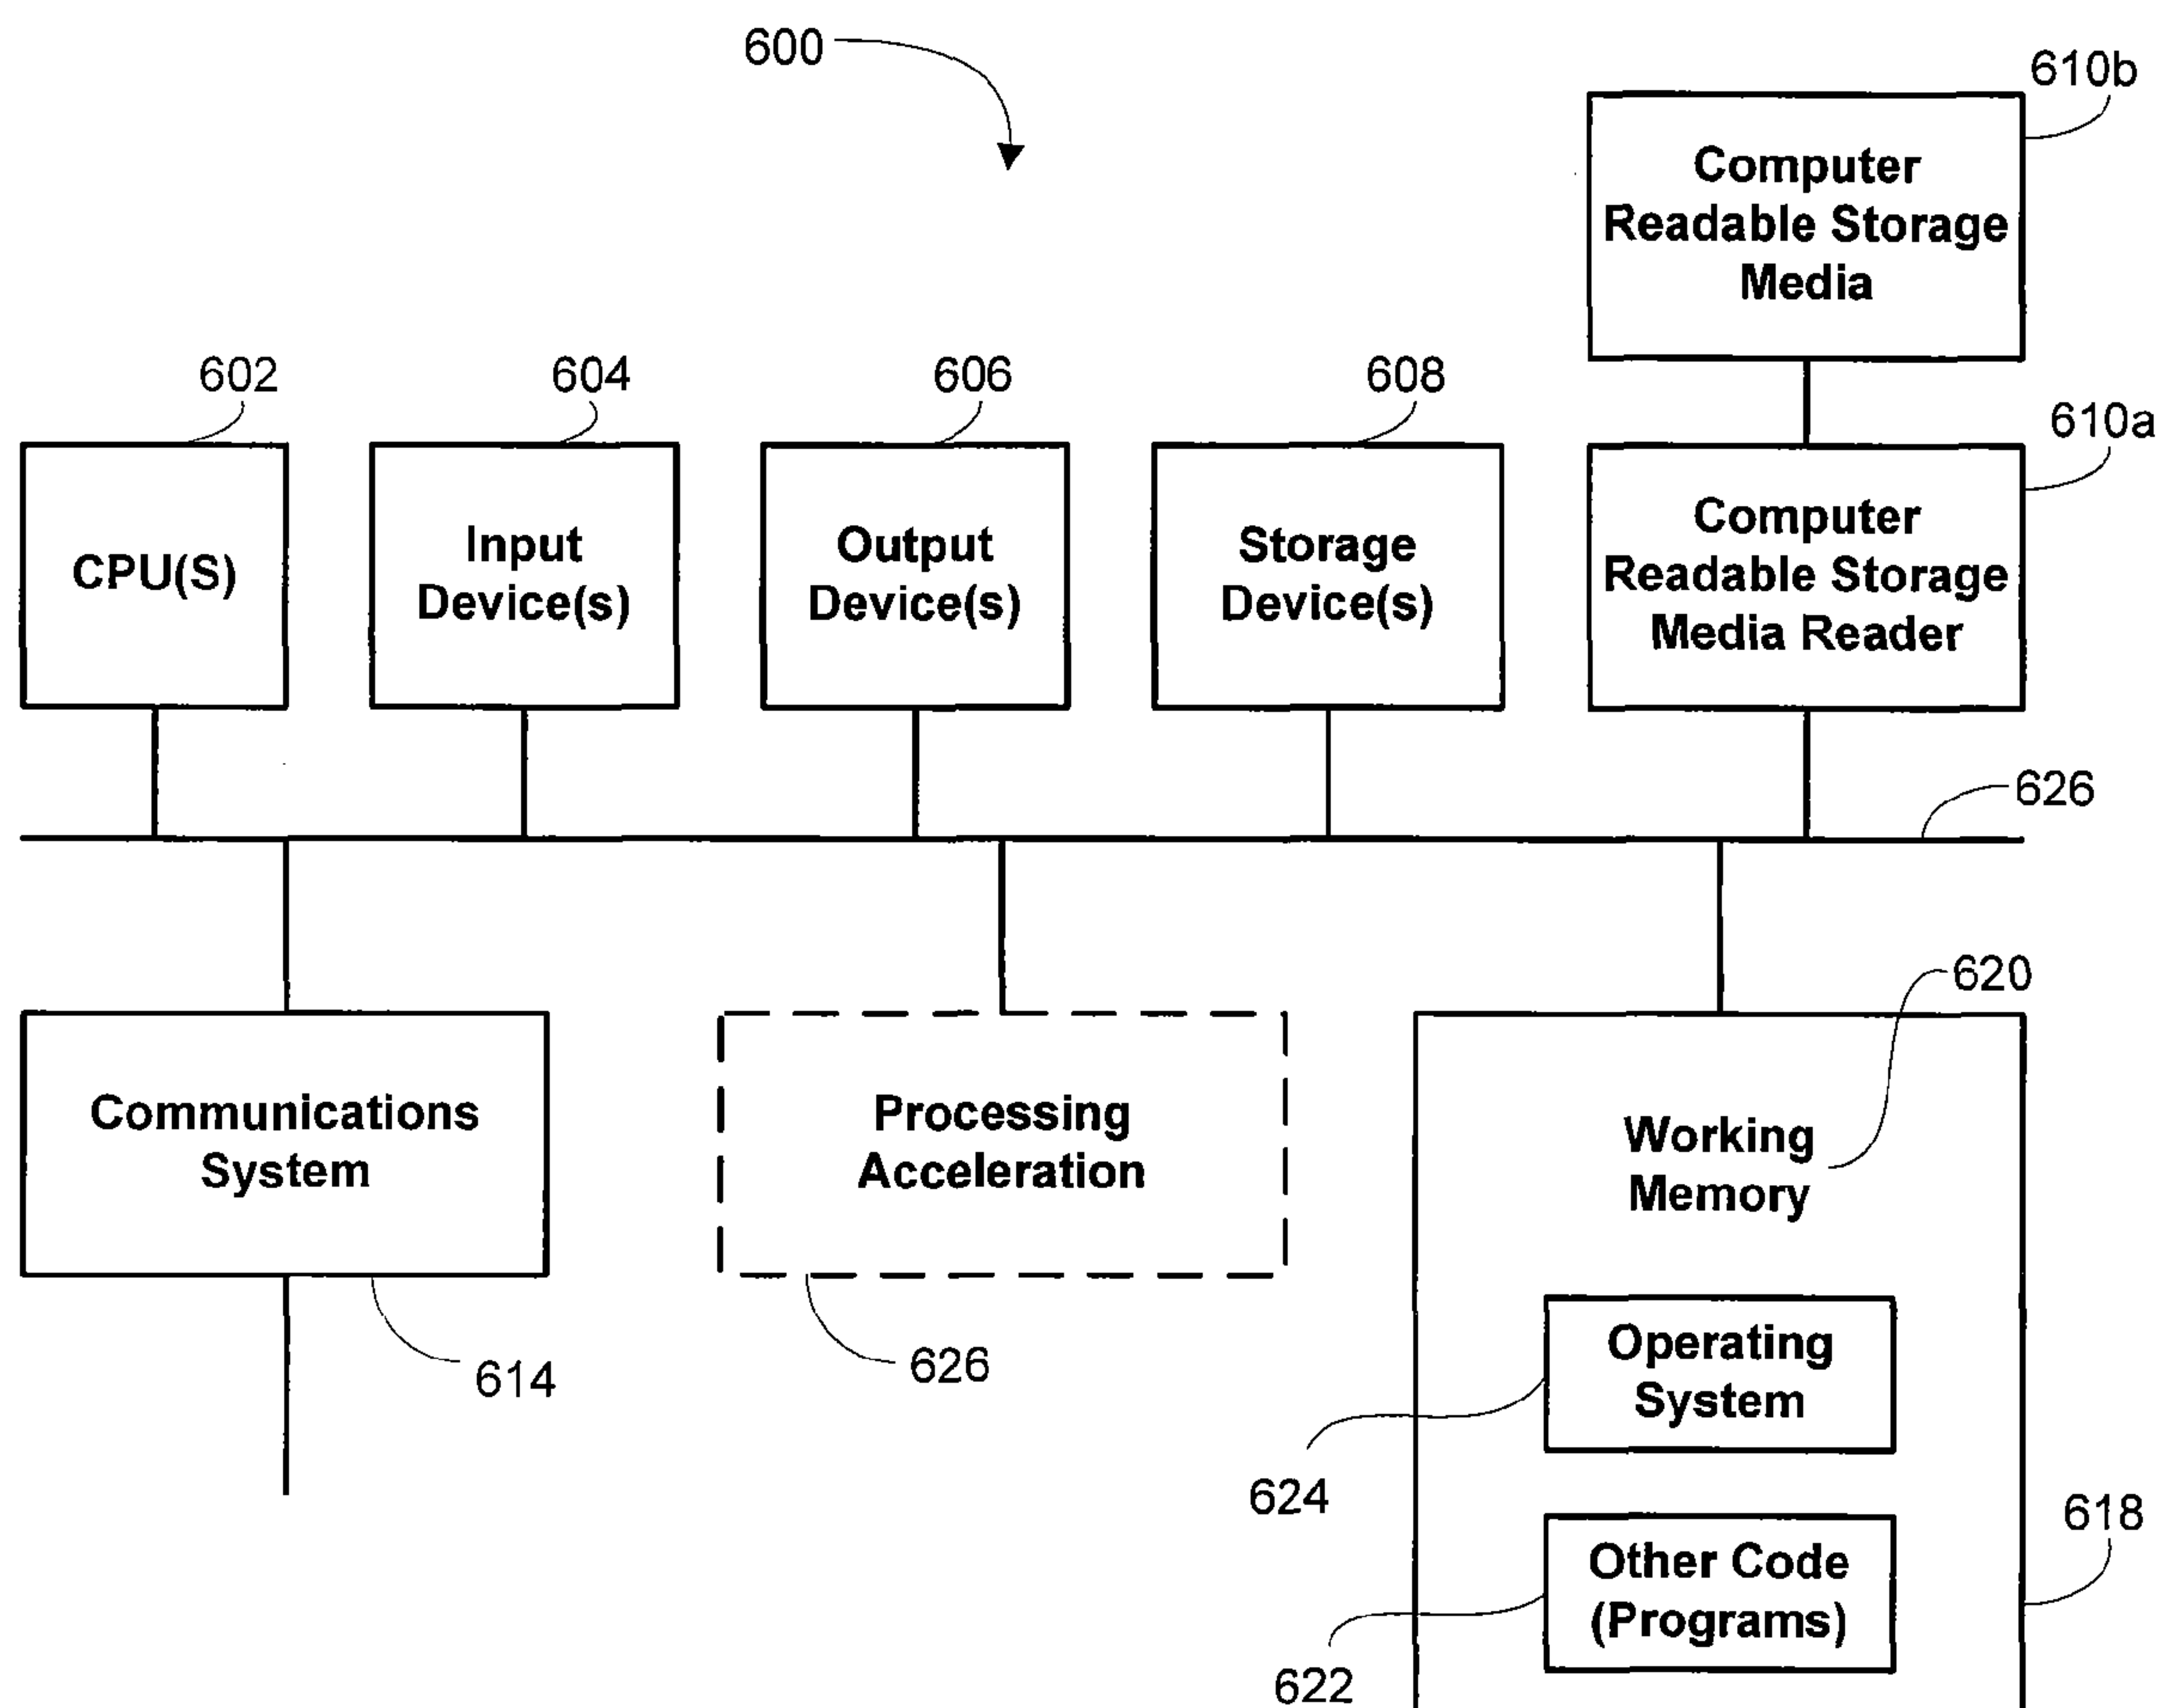 600
610b
Computer
Readable Storage
Media
602
604
606
608
610a
CPU(S)
Input
Device(s)
Output
Device(s)
Storage
Device(s)
Computer
Readable Storage
Media Reader
626
620
Communications
System
Processing
Acceleration
Working
Memory
614
626
Operating
System
624
618
Other Code
(Programs)
622